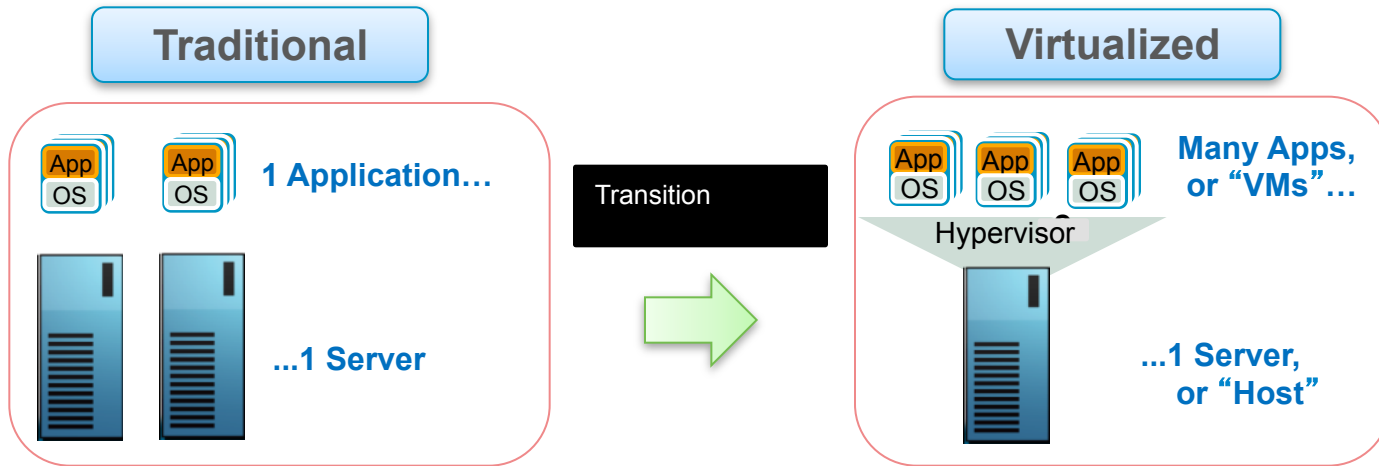 Traditional
Virtualized
App
OS
App
OS
1 Application…
...1 Server
Transition
App
OS
App
OS
App
OS
Many Apps,
or “VMs”…
Hypervisor
...1 Server,
or “Host”